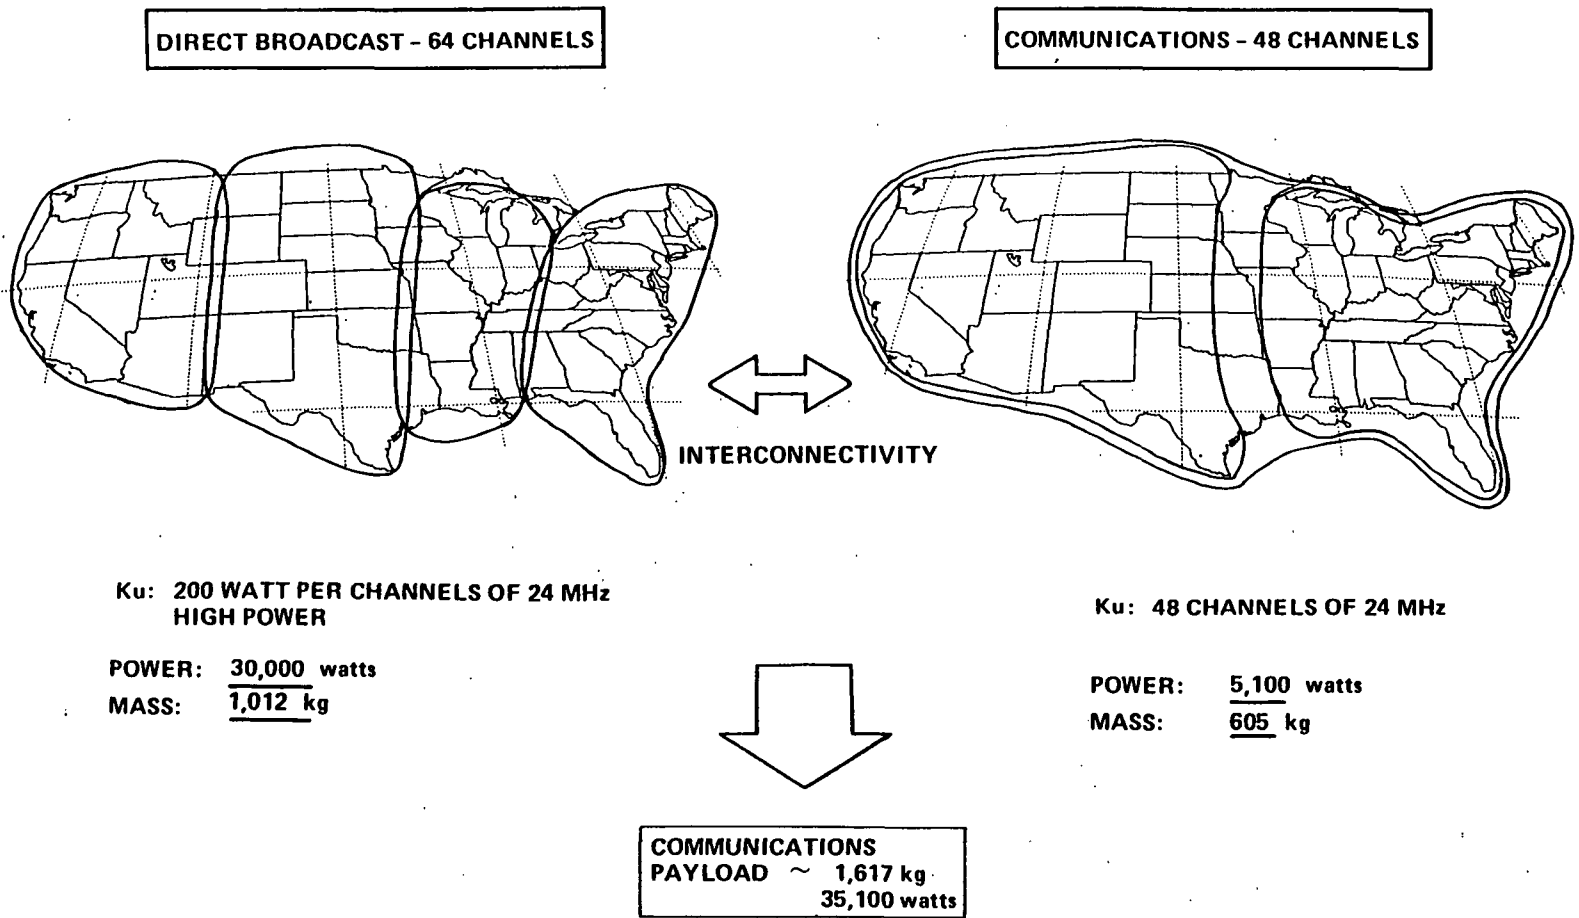 DIRECT BROADCAST – 64 CHANNELS
COMMUNICATIONS – 48 CHANNELS
INTERCONNECTIVITY
Ku: 200 WATT PER CHANNELS OF 24 MHz
HIGH POWER
POWER: 30,000 watts
MASS: 1,012 kg
Ku: 48 CHANNELS OF 24 MHz
POWER: 5,100 watts
MASS: 605 kg
COMMUNICATIONS
PAYLOAD ~ 1,617 kg
35,100 watts